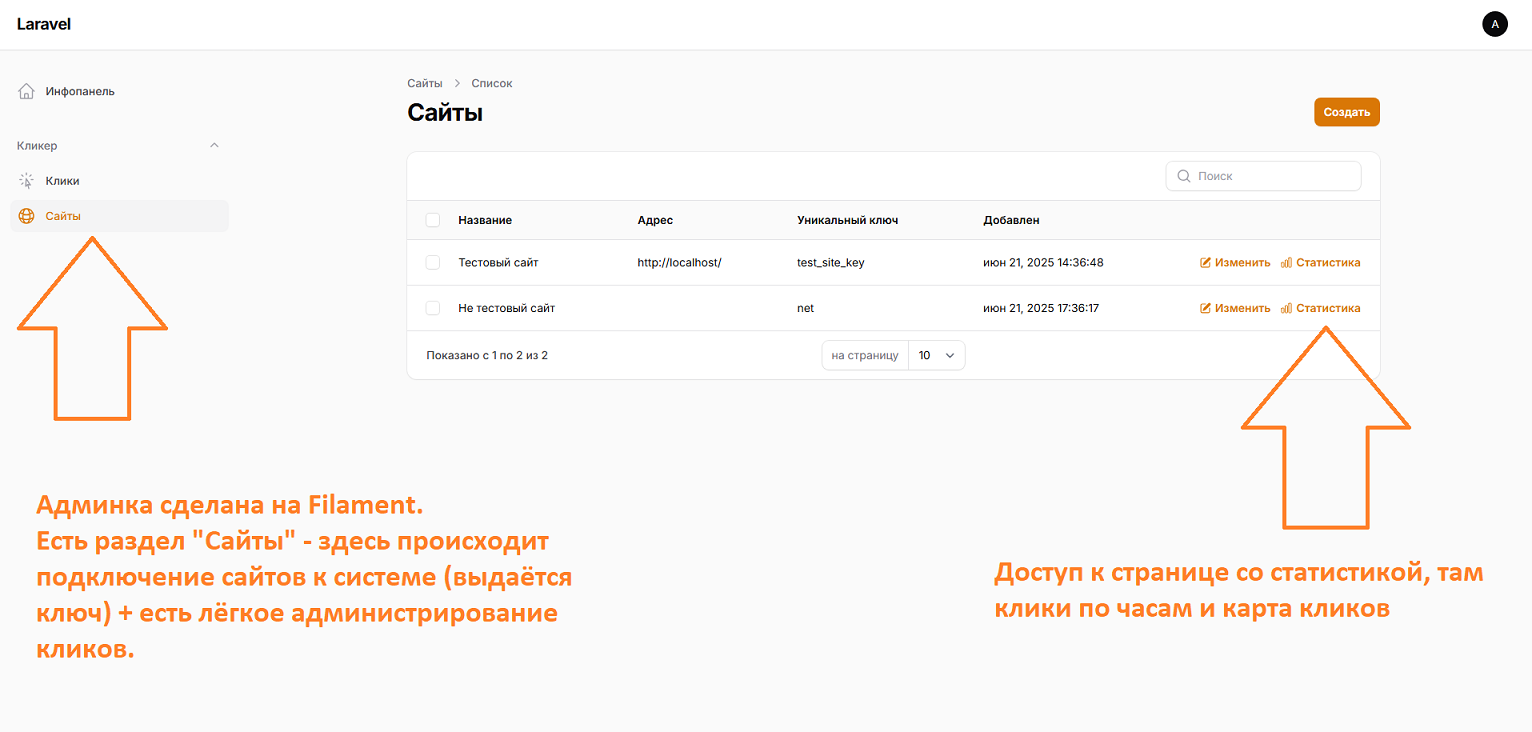 Laravel
A
Инфопанель
Кликер
Клики
Сайты
Сайты > Список
Сайты
Создать
Поиск
Название Адрес Уникальный ключ Добавлен
Тестовый сайт http://localhost/ test_site_key июн 21, 2025 14:36:48 Изменить Статистика
Не тестовый сайт net июн 21, 2025 17:36:17 Изменить Статистика
Показано с 1 по 2 из 2 на страницу 10
Админка сделана на Filament.
Есть раздел "Сайты" - здесь происходит
подключение сайтов к системе (выдаётся
ключ) + есть лёгкое администрирование
кликов.
Доступ к странице со статистикой, там
клики по часам и карта кликов